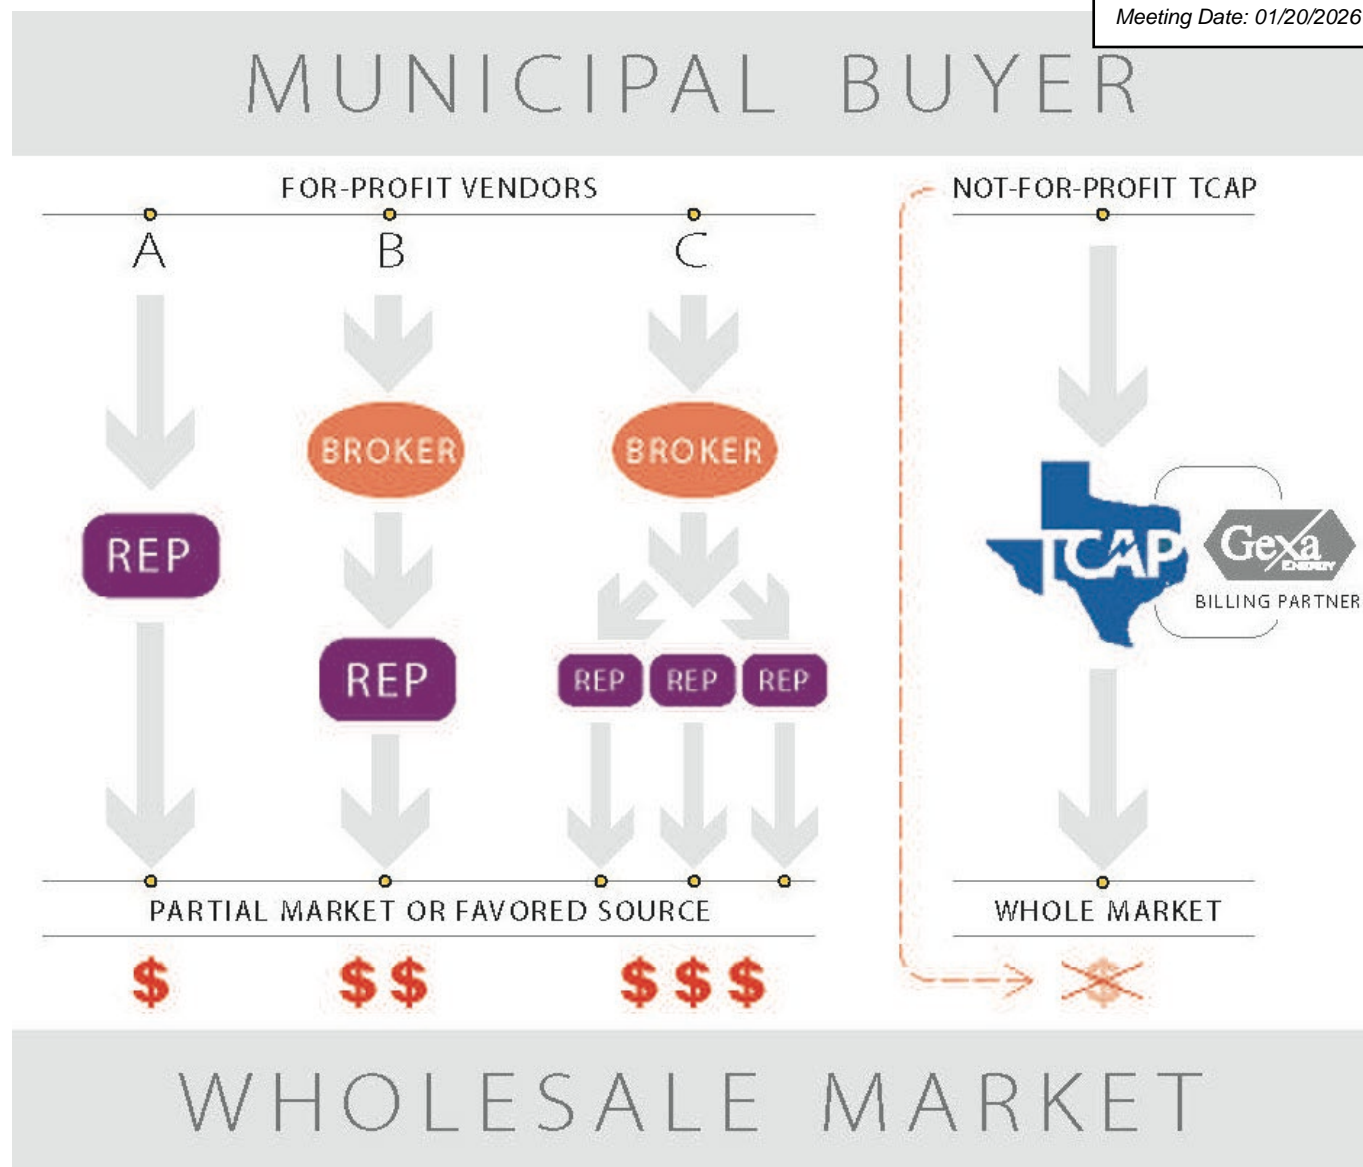 Meeting Date: 01/20/2026
MUNICIPAL BUYER
FOR-PROFIT VENDORS
NOT-FOR-PROFIT TCAP
A
B
C
BROKER
BROKER
REP
TCAP
Gexa
ENERGY
BILLING PARTNER
REP
REP
REP
REP
PARTIAL MARKET OR FAVORED SOURCE
WHOLE MARKET
$
$$
$$$
$
WHOLESALE MARKET